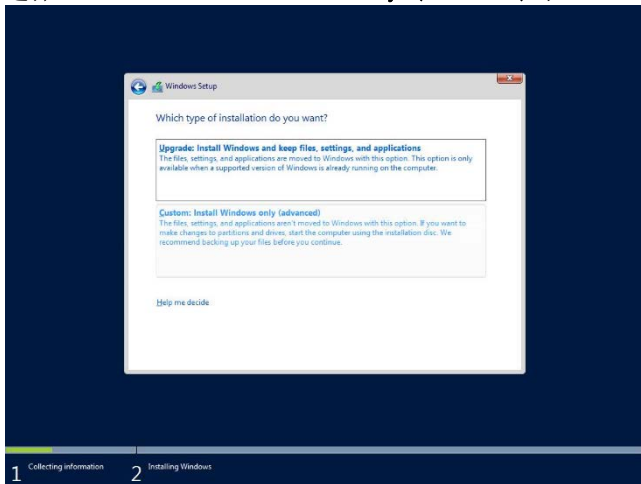 Windows Setup
Which type of installation do you want?
Upgrade: Install Windows and keep files, settings, and applications
The files, settings, and applications are moved to Windows with this option. This option is only
available when a supported version of Windows is already running on the computer.
Custom: Install Windows only (advanced)
The files, settings, and applications aren't moved to Windows with this option. If you want to
make changes to partitions and drives, start the computer using the installation disc. We
recommend backing up your files before you continue.
Help me decide
1 Collecting information 2 Installing Windows